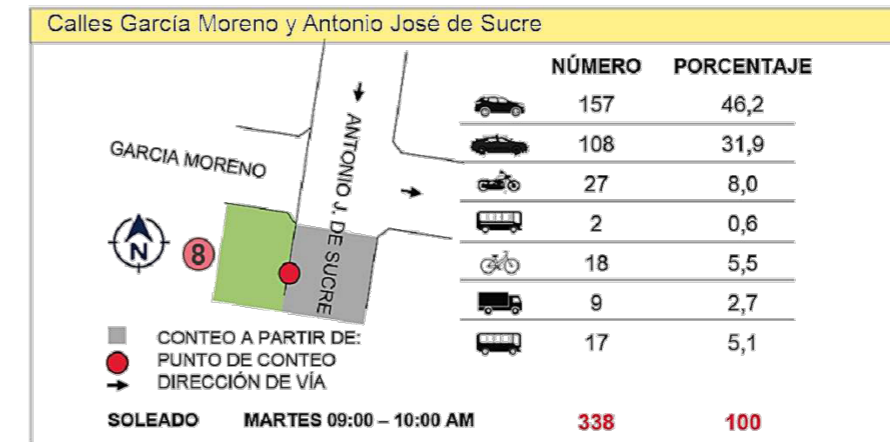 Calles García Moreno y Antonio José de Sucre
NÚMERO PORCENTAJE
157 46,2
108 31,9
27 8,0
2 0,6
18 5,5
9 2,7
17 5,1
GARCIA MORENO
ANTONIO J. DE SUCRE
N
8
CONTEO A PARTIR DE:
PUNTO DE CONTEO
DIRECCIÓN DE VÍA
SOLEADO MARTES 09:00 – 10:00 AM 338 100